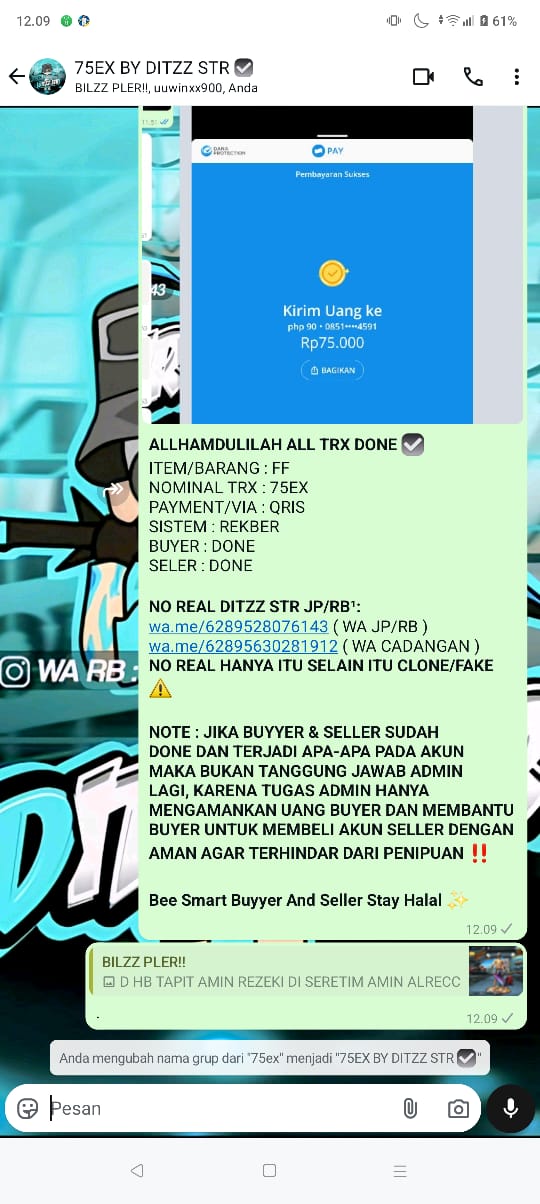 12.09
61%
75EX BY DITZZ STR ☑
BILZZ PLER!!, uuwinxx900, Anda
11.51
DANA PROTECTION
PAY
Pembayaran Sukses
43
Kirim Uang ke
php 90 • 0851••••4591
Rp75.000
BAGIKAN
ALLHAMDULILAH ALL TRX DONE ☑
ITEM/BARANG : FF
NOMINAL TRX : 75EX
PAYMENT/VIA : QRIS
SISTEM : REKBER
BUYER : DONE
SELER : DONE
NO REAL DITZZ STR JP/RB¹:
wa.me/6289528076143 ( WA JP/RB )
wa.me/62895630281912 ( WA CADANGAN )
NO REAL HANYA ITU SELAIN ITU CLONE/FAKE
⚠️
WA RB :
NOTE : JIKA BUYYER & SELLER SUDAH
DONE DAN TERJADI APA-APA PADA AKUN
MAKA BUKAN TANGGUNG JAWAB ADMIN
LAGI, KARENA TUGAS ADMIN HANYA
MENGAMANKAN UANG BUYER DAN MEMBANTU
BUYER UNTUK MEMBELI AKUN SELLER DENGAN
AMAN AGAR TERHINDAR DARI PENIPUAN ‼️
Bee Smart Buyyer And Seller Stay Halal ✨
12.09
BILZZ PLER!!
D HB TAPIT AMIN REZEKI DI SERETIM AMIN ALRECC
.
12.09
Anda mengubah nama grup dari "75ex" menjadi "75EX BY DITZZ STR ☑"
Pesan